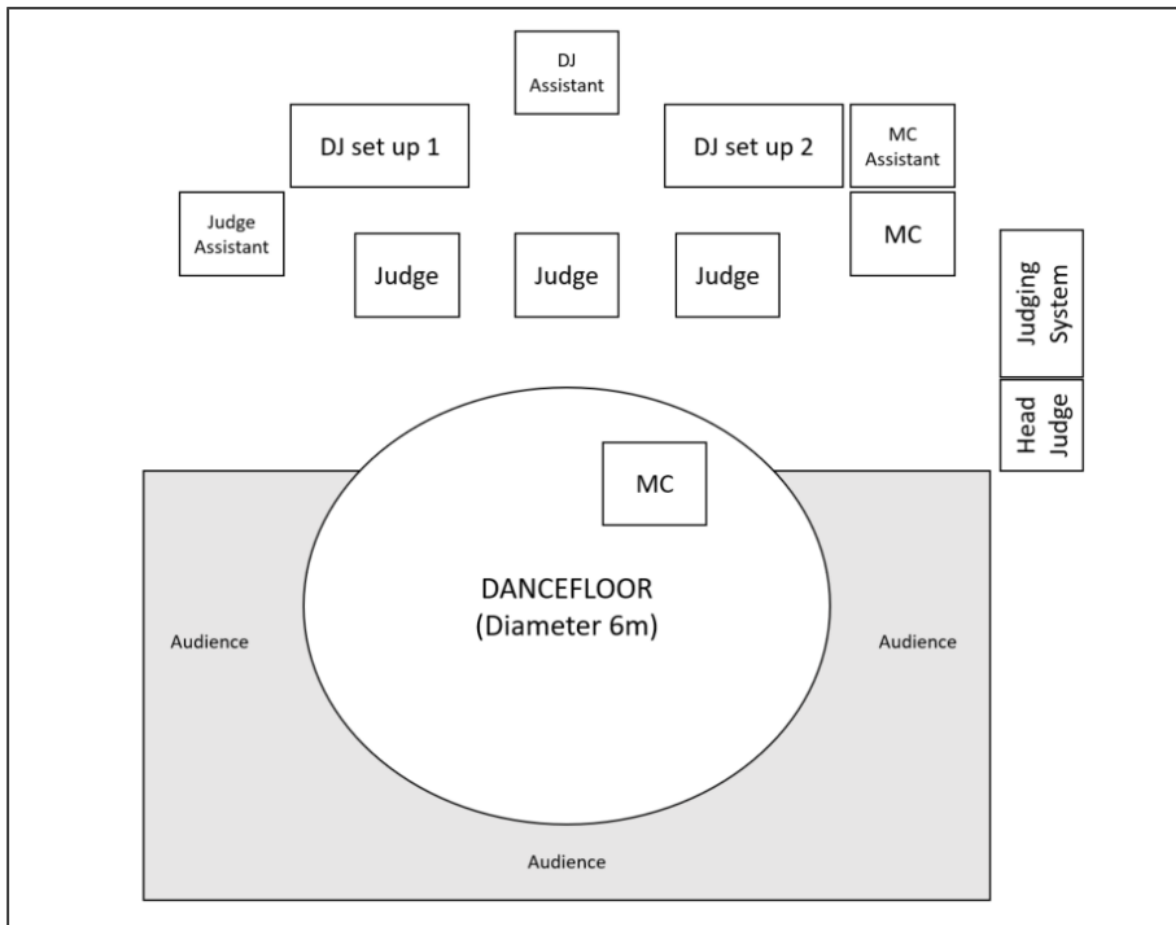 DJ
Assistant
DJ set up 1
DJ set up 2
MC
Assistant
Judge
Assistant
Judge
Judge
Judge
MC
Judging
System
Head
Judge
MC
DANCEFLOOR
(Diameter 6m)
Audience
Audience
Audience